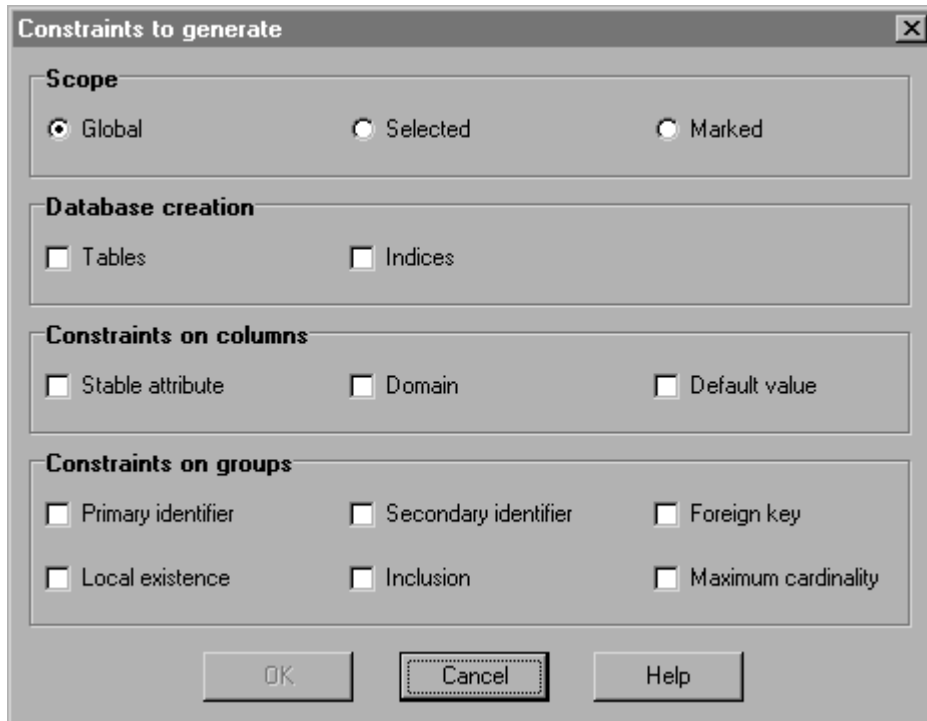 Constraints to generate
Scope
Global Selected Marked
Database creation
Tables Indices
Constraints on columns
Stable attribute Domain Default value
Constraints on groups
Primary identifier Secondary identifier Foreign key
Local existence Inclusion Maximum cardinality
OK Cancel Help